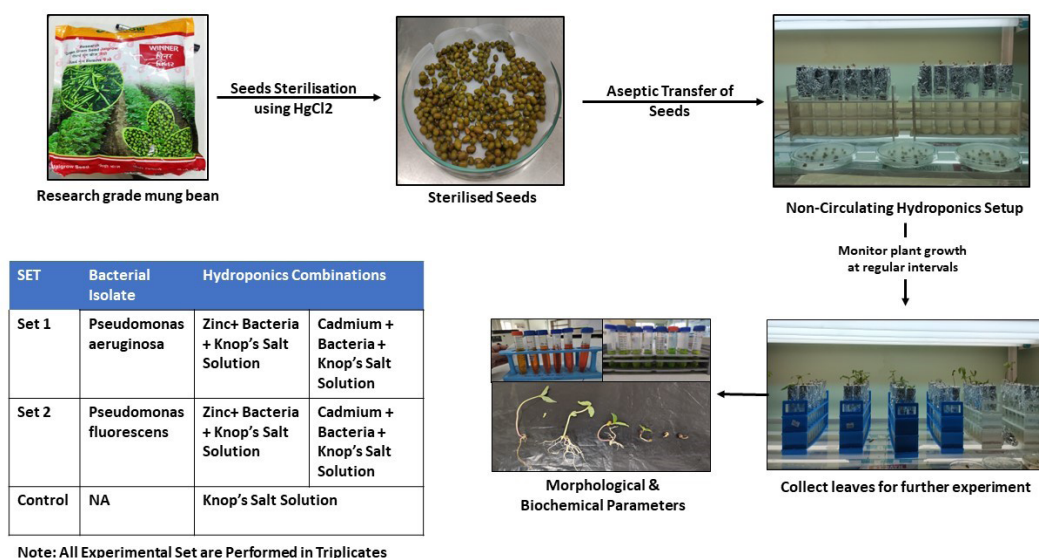 WINNER
विनर
Seeds Sterilisation
using HgCl2
Aseptic Transfer of
Seeds
Research grade mung bean
Sterilised Seeds
Non-Circulating Hydroponics Setup
Monitor plant growth
at regular intervals
SET
Bacterial
Isolate
Hydroponics Combinations
Set 1
Pseudomonas
aeruginosa
Zinc+ Bacteria
+ Knop's Salt
Solution
Cadmium +
Bacteria +
Knop's Salt
Solution
Set 2
Pseudomonas
fluorescens
Zinc+ Bacteria
+ Knop's Salt
Solution
Cadmium +
Bacteria +
Knop's Salt
Solution
Control
NA
Knop's Salt Solution
Note: All Experimental Set are Performed in Triplicates
Morphological &
Biochemical Parameters
Collect leaves for further experiment